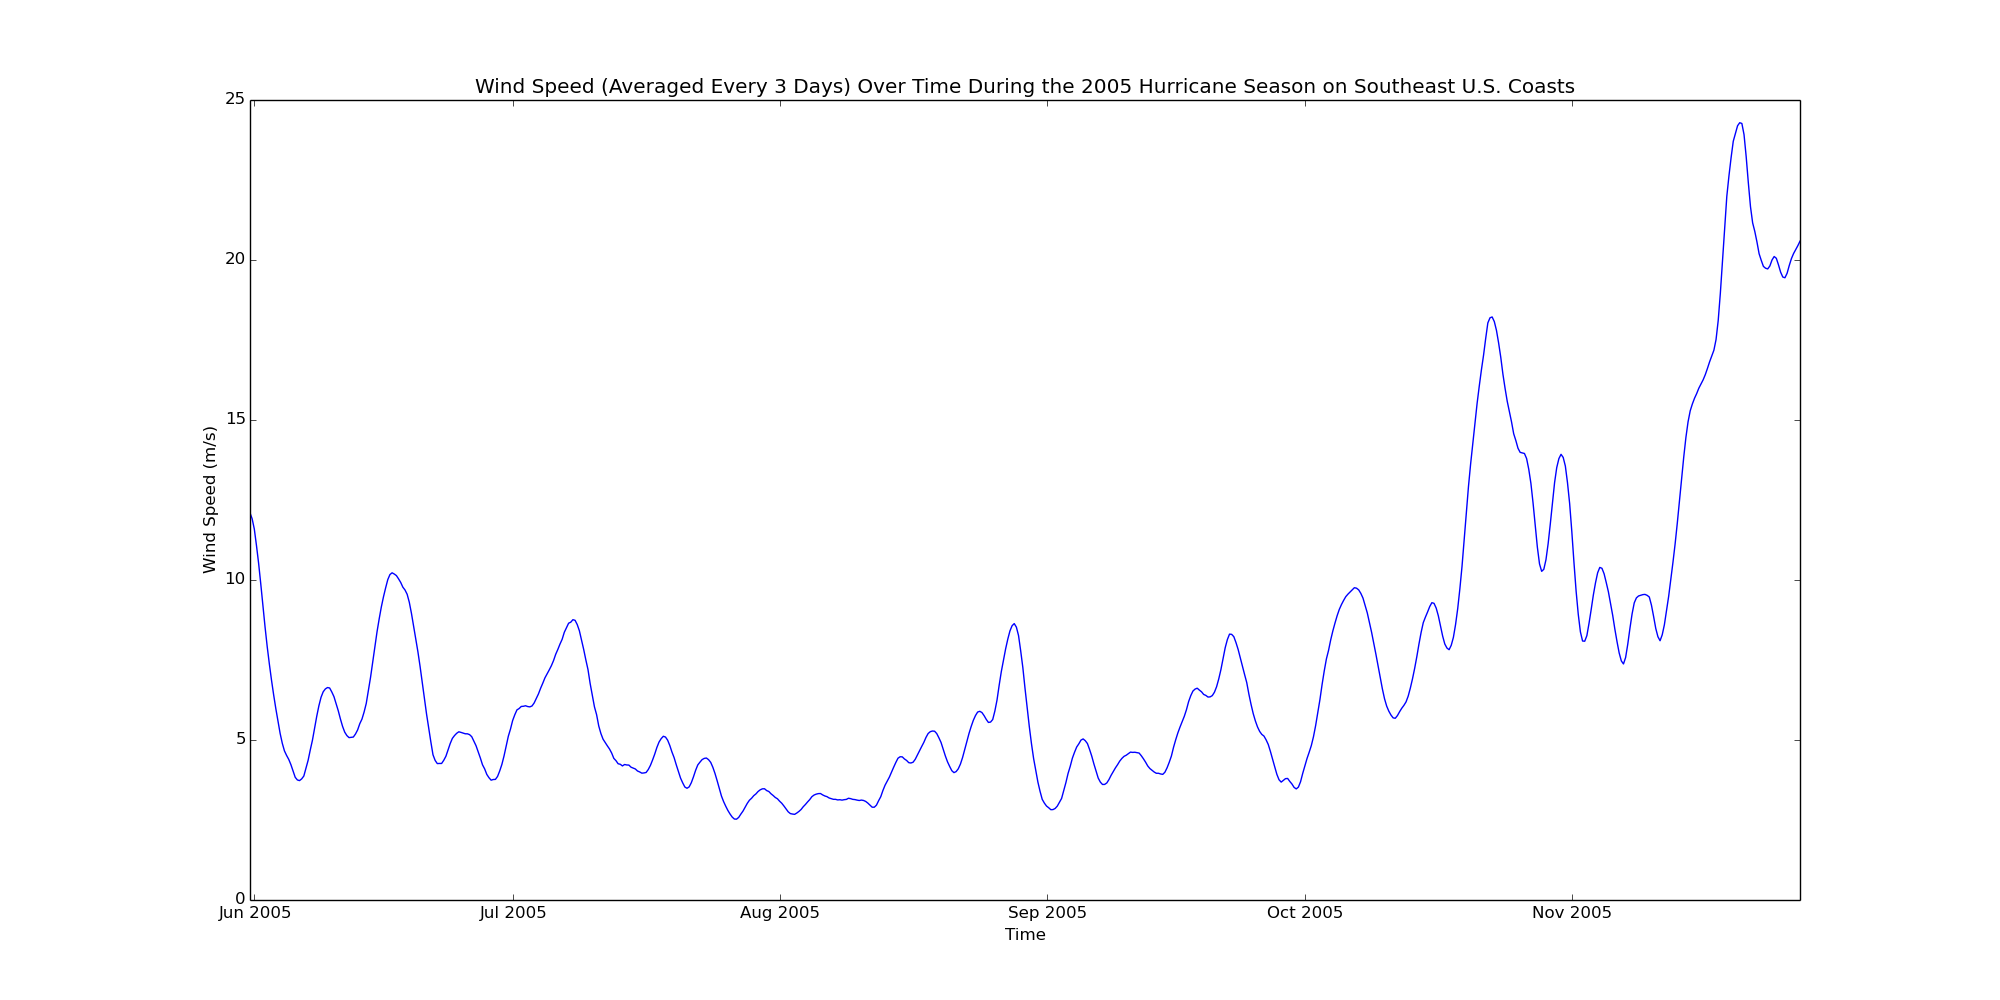 Wind Speed (Averaged Every 3 Days) Over Time During the 2005 Hurricane Season on Southeast U.S. Coasts
25
20
15
10
5
0
Wind Speed (m/s)
Jun 2005 Jul 2005 Aug 2005 Sep 2005 Oct 2005 Nov 2005
Time